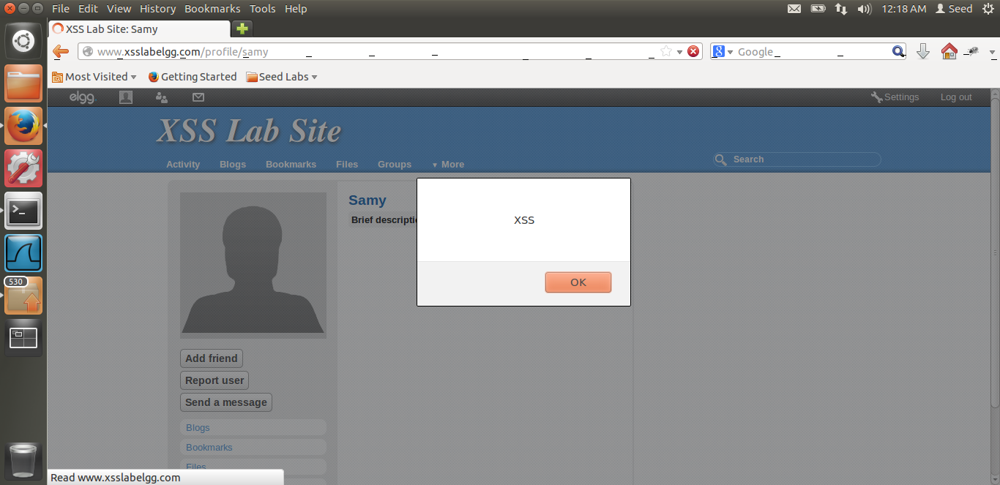 File Edit View History Bookmarks Tools Help 12:18 AM Seed
XSS Lab Site: Samy
www.xsslabelgg.com/profile/samy Google
Most Visited Getting Started Seed Labs
elgg. Settings Log out
XSS Lab Site
Activity Blogs Bookmarks Files Groups More Search
Samy
Brief descriptio
XSS
OK
530
Add friend
Report user
Send a message
Blogs
Bookmarks
Files
Read www.xsslabelgg.com